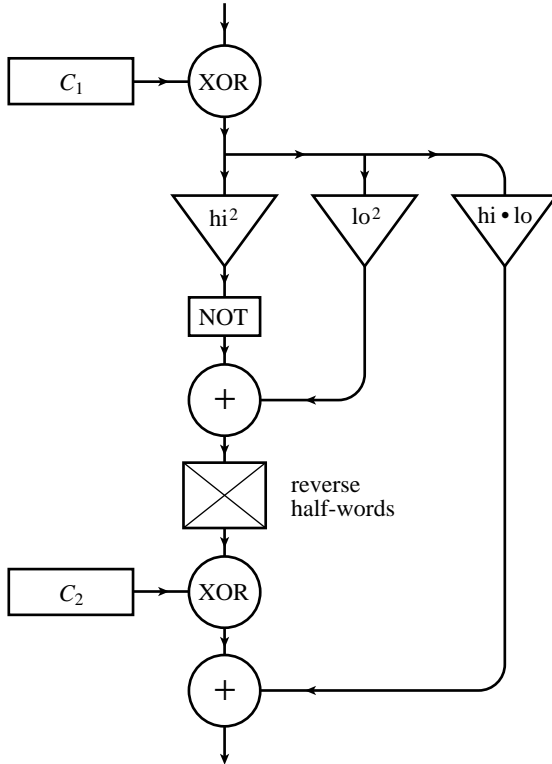 XOR
C₁
hi² lo² hi • lo
NOT
+
reverse
half-words
XOR
C₂
+